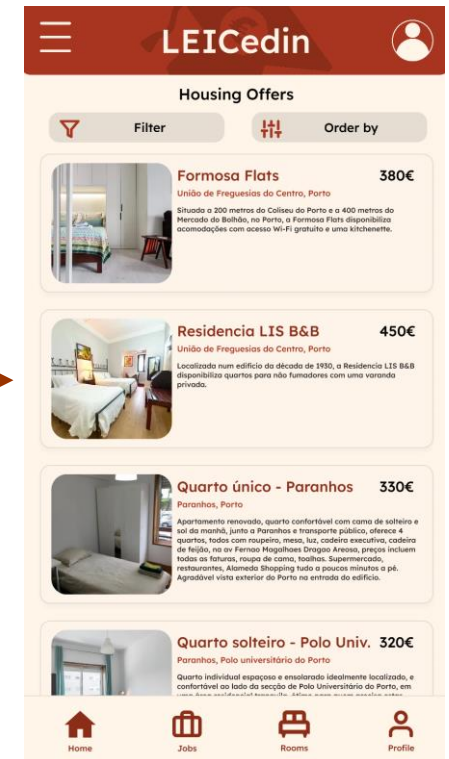 LEICedin
Housing Offers
Filter
Order by
Formosa Flats 380€
União de Freguesias do Centro, Porto
Situada a 200 metros do Coliseu do Porto e a 400 metros do
Mercado do Bolhão, no Porto, a Formosa Flats disponibiliza
acomodações com acesso Wi-Fi gratuito e uma kitchenette.
Residencia LIS B&B 450€
União de Freguesias do Centro, Porto
Localizada num edifício da década de 1930, a Residencia LIS B&B
disponibiliza quartos para não fumadores com uma varanda
privada.
Quarto único - Paranhos 330€
Paranhos, Porto
Apartamento renovado, quarto confortável com cama de solteiro e
sol da manhã, junto a Paranhos e transporte público, oferece 4
quartos, todos com roupeiro, mesa, luz, cadeira executiva, cadeira
de feijão, na av Fernao Magalhaes Dragao Areosa, preços incluem
todas as faturas, roupa de cama, toalhas. Supermercado,
restaurantes, Alameda Shopping tudo a poucos minutos a pé.
Agradável vista exterior do Porto na entrada do edifício.
Quarto solteiro - Polo Univ. 320€
Paranhos, Polo universitário do Porto
Quarto individual espaçoso e ensolarado idealmente localizado, e
confortável ao lado da secção de Polo Universitário do Porto, em
Home
Jobs
Rooms
Profile